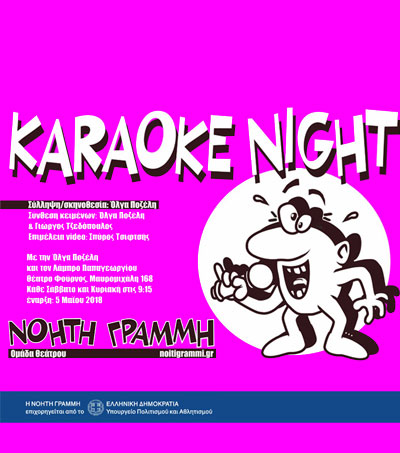 KARAOKE NIGHT
Σύλληψη/σκηνοθεσία: Όλγα Ποζέλη
Σύνθεση κειμένων: Όλγα Ποζέλη
& Γιώργος Τζεδόπουλος
Επιμέλεια video: Σπύρος Τσιφτσής
Με την Όλγα Ποζέλη
και τον Λάμπρο Παπαγεωργίου
Θέατρο Φούρνος, Μαυρομιχάλη 168
Κάθε Σάββατο και Κυριακή στις 9:15
έναρξη: 5 Μαΐου 2018
ΝΟΗΤΗ ΓΡΑΜΜΗ
Ομάδα Θεάτρου noitigrammi.gr
Η ΝΟΗΤΗ ΓΡΑΜΜΗ
επιχορηγείται από το
ΕΛΛΗΝΙΚΗ ΔΗΜΟΚΡΑΤΙΑ
Υπουργείο Πολιτισμού και Αθλητισμού